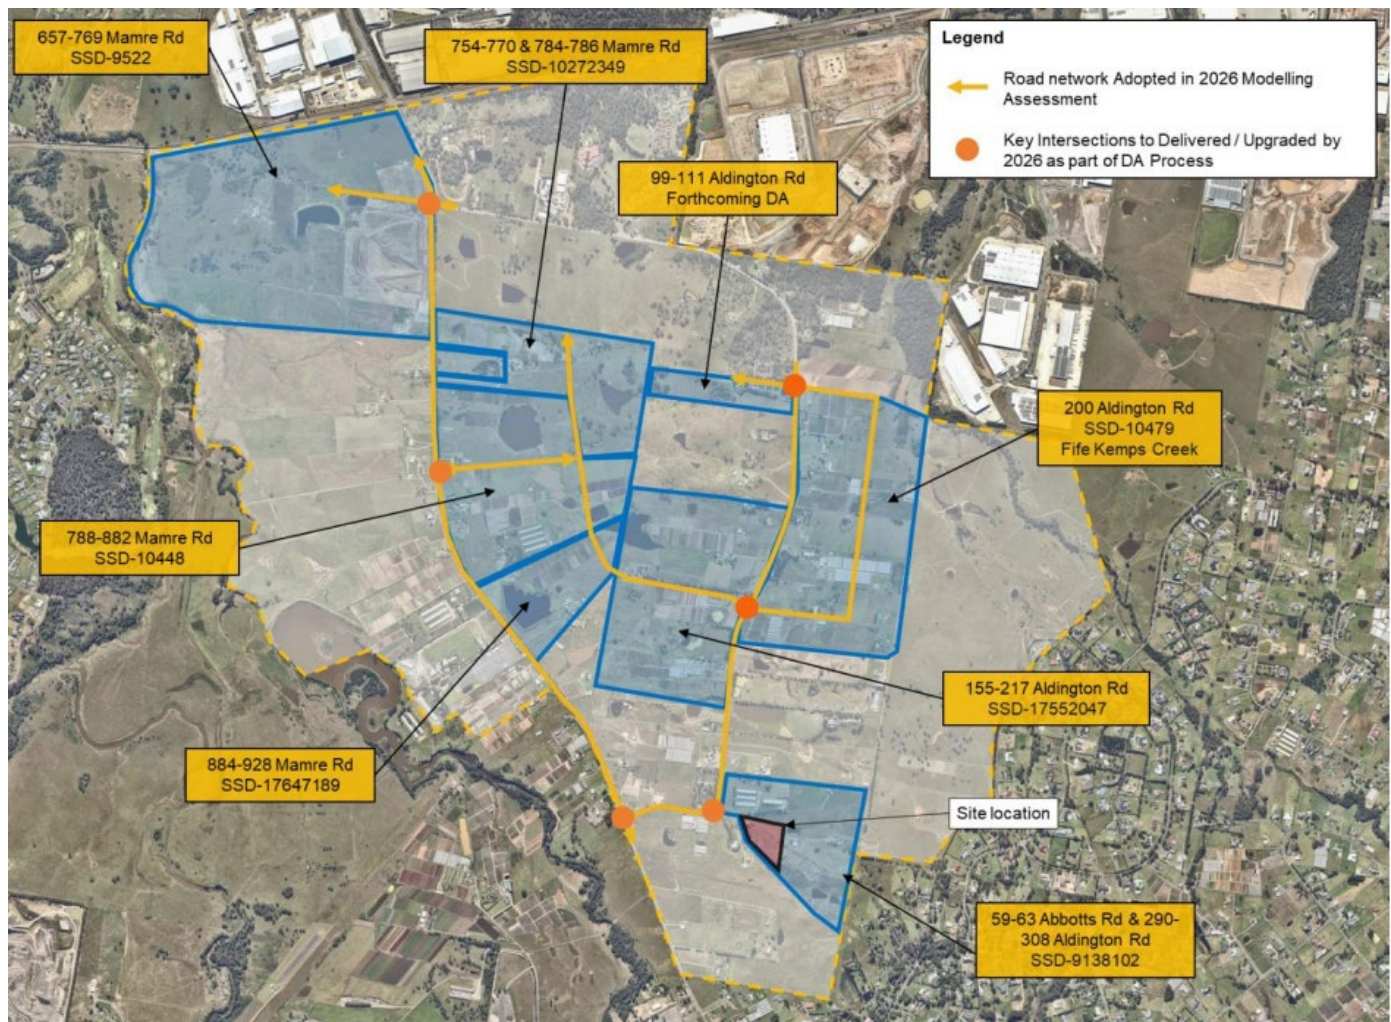 657-769 Mamre Rd
SSD-9522
754-770 & 784-786 Mamre Rd
SSD-10272349
Legend
Road network Adopted in 2026 Modelling
Assessment
Key Intersections to Delivered / Upgraded by
2026 as part of DA Process
99-111 Aldington Rd
Forthcoming DA
200 Aldington Rd
SSD-10479
Fife Kemps Creek
788-882 Mamre Rd
SSD-10448
155-217 Aldington Rd
SSD-17552047
884-928 Mamre Rd
SSD-17647189
Site location
59-63 Abbotts Rd & 290-
308 Aldington Rd
SSD-9138102